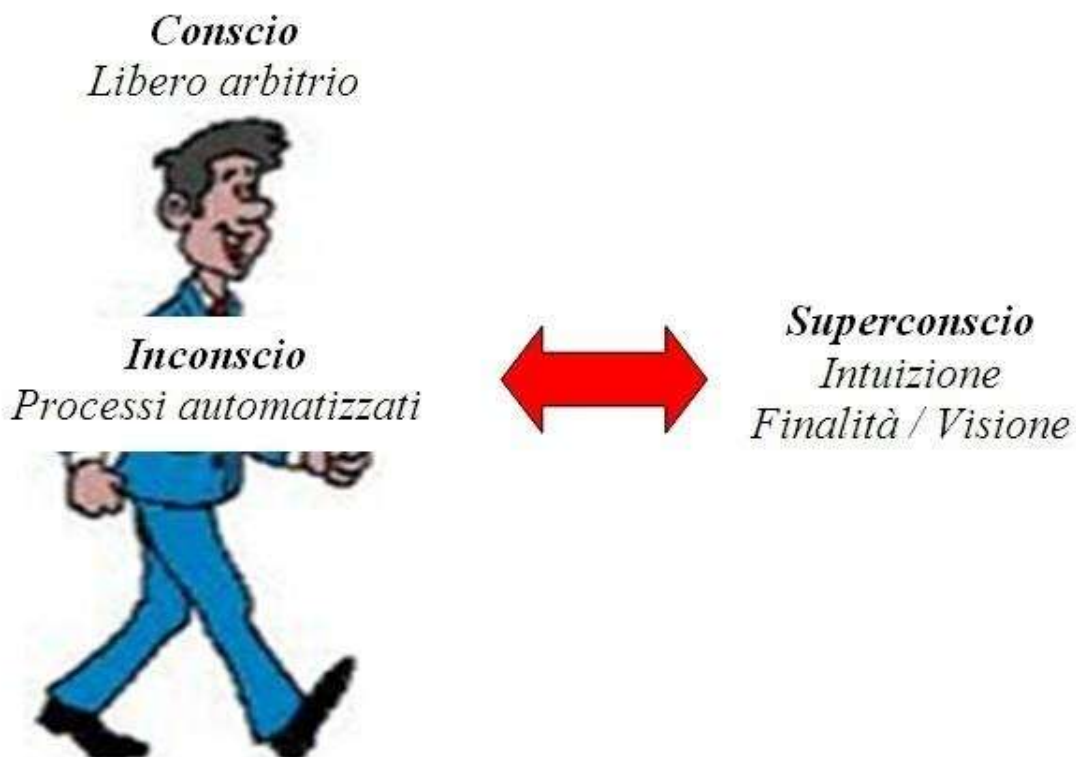 Conscio
Libero arbitrio
Inconscio
Processi automatizzati
Superconscio
Intuizione
Finalità / Visione